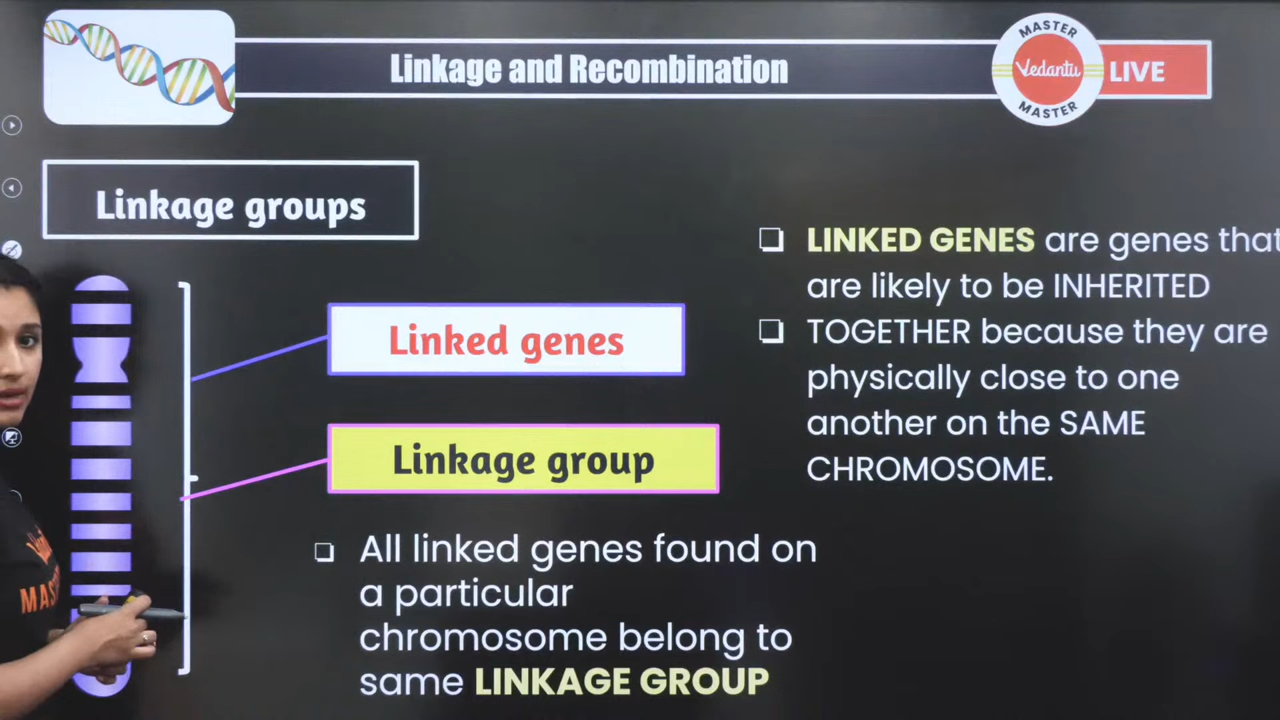 Linkage and Recombination
MASTER
Vedantu
MASTER
LIVE
Linkage groups
Linked genes
Linkage group
❑ All linked genes found on
a particular
chromosome belong to
same LINKAGE GROUP
❑ LINKED GENES are genes that
are likely to be INHERITED
❑ TOGETHER because they are
physically close to one
another on the SAME
CHROMOSOME.